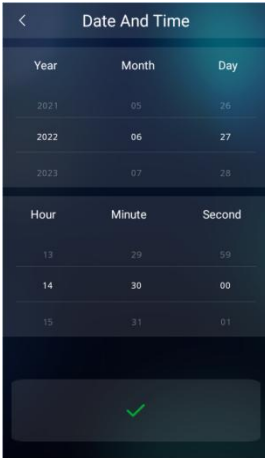 Date And Time
Year Month Day
2021 05 26
2022 06 27
2023 07 28
Hour Minute Second
13 29 59
14 30 00
15 31 01